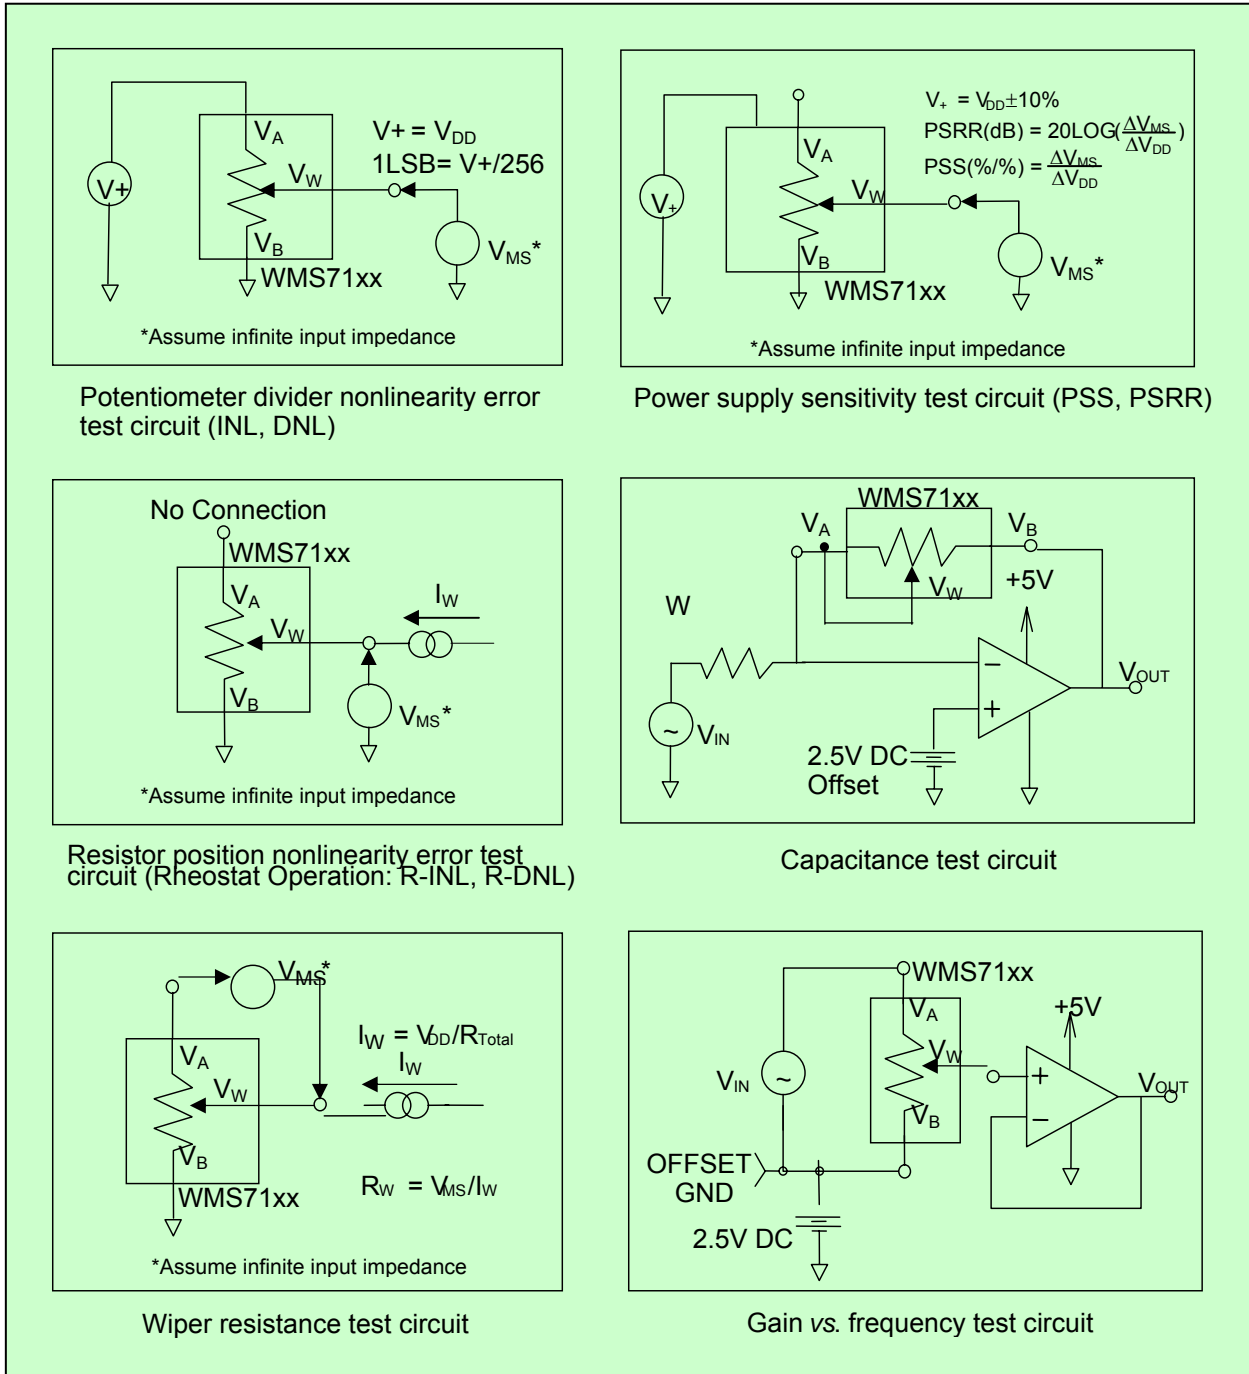 V+ = VDD
1LSB= V+/256
VA
V+
VW
VB
VMS*
WMS71xx
*Assume infinite input impedance
Potentiometer divider nonlinearity error
test circuit (INL, DNL)
V+ = VDD±10%
PSRR(dB) = 20LOG(ΔVMS/ΔVDD)
PSS(%/%) = ΔVMS/ΔVDD
VA
V+
VW
VB
VMS*
WMS71xx
*Assume infinite input impedance
Power supply sensitivity test circuit (PSS, PSRR)
No Connection
WMS71xx
VA
IW
VW
VB
VMS*
*Assume infinite input impedance
Resistor position nonlinearity error test
circuit (Rheostat Operation: R-INL, R-DNL)
WMS71xx
VA
VB
VW
+5V
W
−
VOUT
+
~
VIN
2.5V DC
Offset
Capacitance test circuit
VMS*
IW = VDD/RTotal
VA
IW
VW
VB
RW = VMS/IW
WMS71xx
*Assume infinite input impedance
Wiper resistance test circuit
WMS71xx
VA
+5V
VW
VIN
~
+
VOUT
VB
−
OFFSET
GND
2.5V DC
Gain vs. frequency test circuit